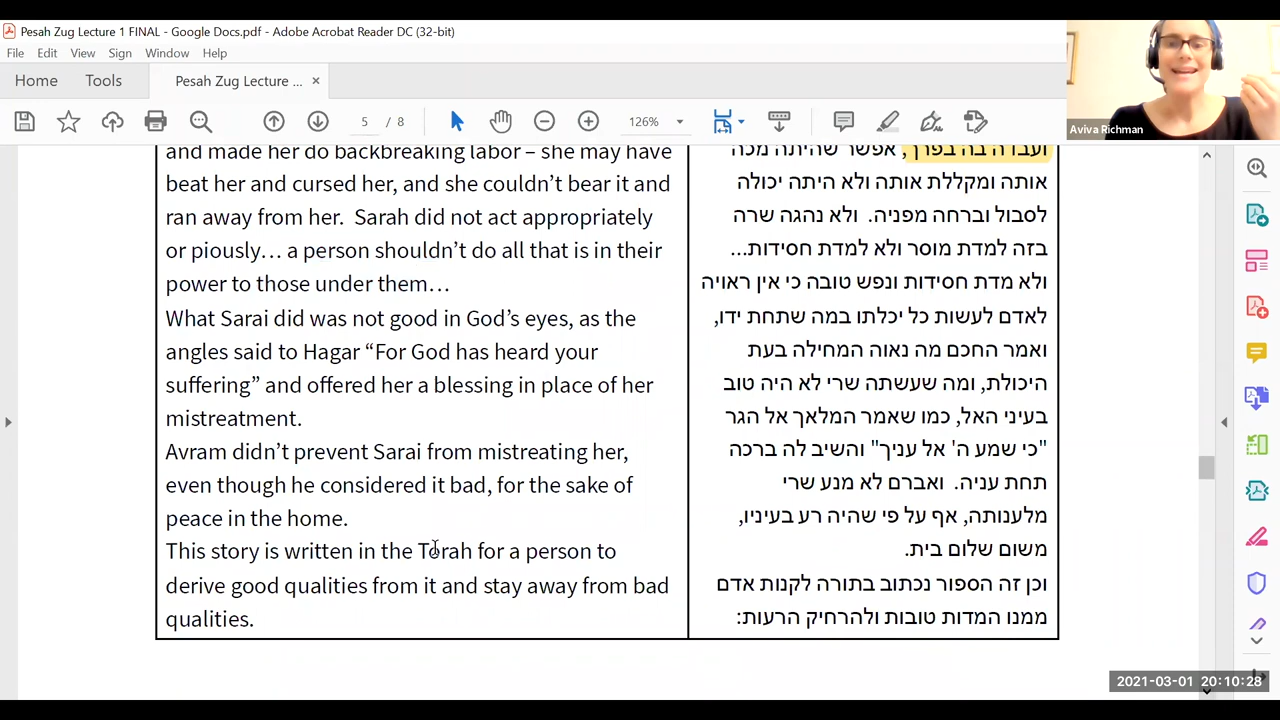 Pesah Zug Lecture 1 FINAL - Google Docs.pdf - Adobe Acrobat Reader DC (32-bit)
File Edit View Sign Window Help
Home Tools Pesah Zug Lecture ... ×
5 / 8 126%
Aviva Richman
and made her do backbreaking labor – she may have
beat her and cursed her, and she couldn’t bear it and
ran away from her.  Sarah did not act appropriately
or piously… a person shouldn’t do all that is in their
power to those under them…
What Sarai did was not good in God’s eyes, as the
angles said to Hagar “For God has heard your
suffering” and offered her a blessing in place of her
mistreatment.
Avram didn’t prevent Sarai from mistreating her,
even though he considered it bad, for the sake of
peace in the home.
This story is written in the Torah for a person to
derive good qualities from it and stay away from bad
qualities.
ועבדה בה בפרך, אפשר שהיתה מכה
אותה ומקללת אותה ולא היתה יכולה
לסבול וברחה מפניה.  ולא נהגה שרה
בזה למדת מוסר ולא למדת חסידות...
ולא מדת חסידות ונפש טובה כי אין ראויה
לאדם לעשות כל יכלתו במה שתחת ידו,
ואמר החכם מה נאוה המחילה בעת
היכולת, ומה שעשתה שרי לא היה טוב
בעיני האל, כמו שאמר המלאך אל הגר
"כי שמע ה' אל עניך" והשיב לה ברכה
תחת עניה.  ואברם לא מנע שרי
מלענותה, אף על פי שהיה רע בעיניו,
משום שלום בית.
וכן זה הספור נכתוב בתורה לקנות אדם
ממנו המדות טובות ולהרחיק הרעות:
2021-03-01 20:10:28